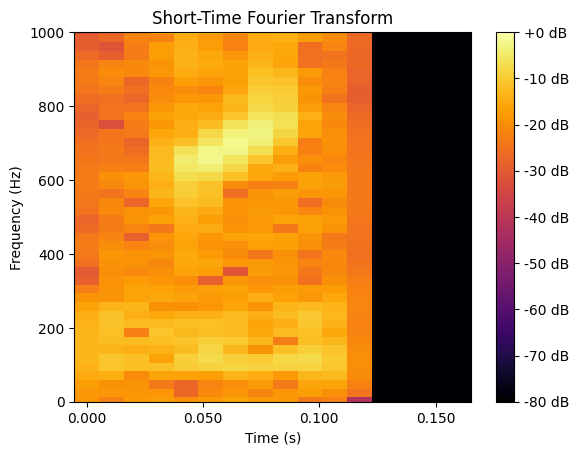 Short-Time Fourier Transform
Frequency (Hz)
1000
800
600
400
200
0
0.000
0.050
0.100
0.150
Time (s)
+0 dB
-10 dB
-20 dB
-30 dB
-40 dB
-50 dB
-60 dB
-70 dB
-80 dB